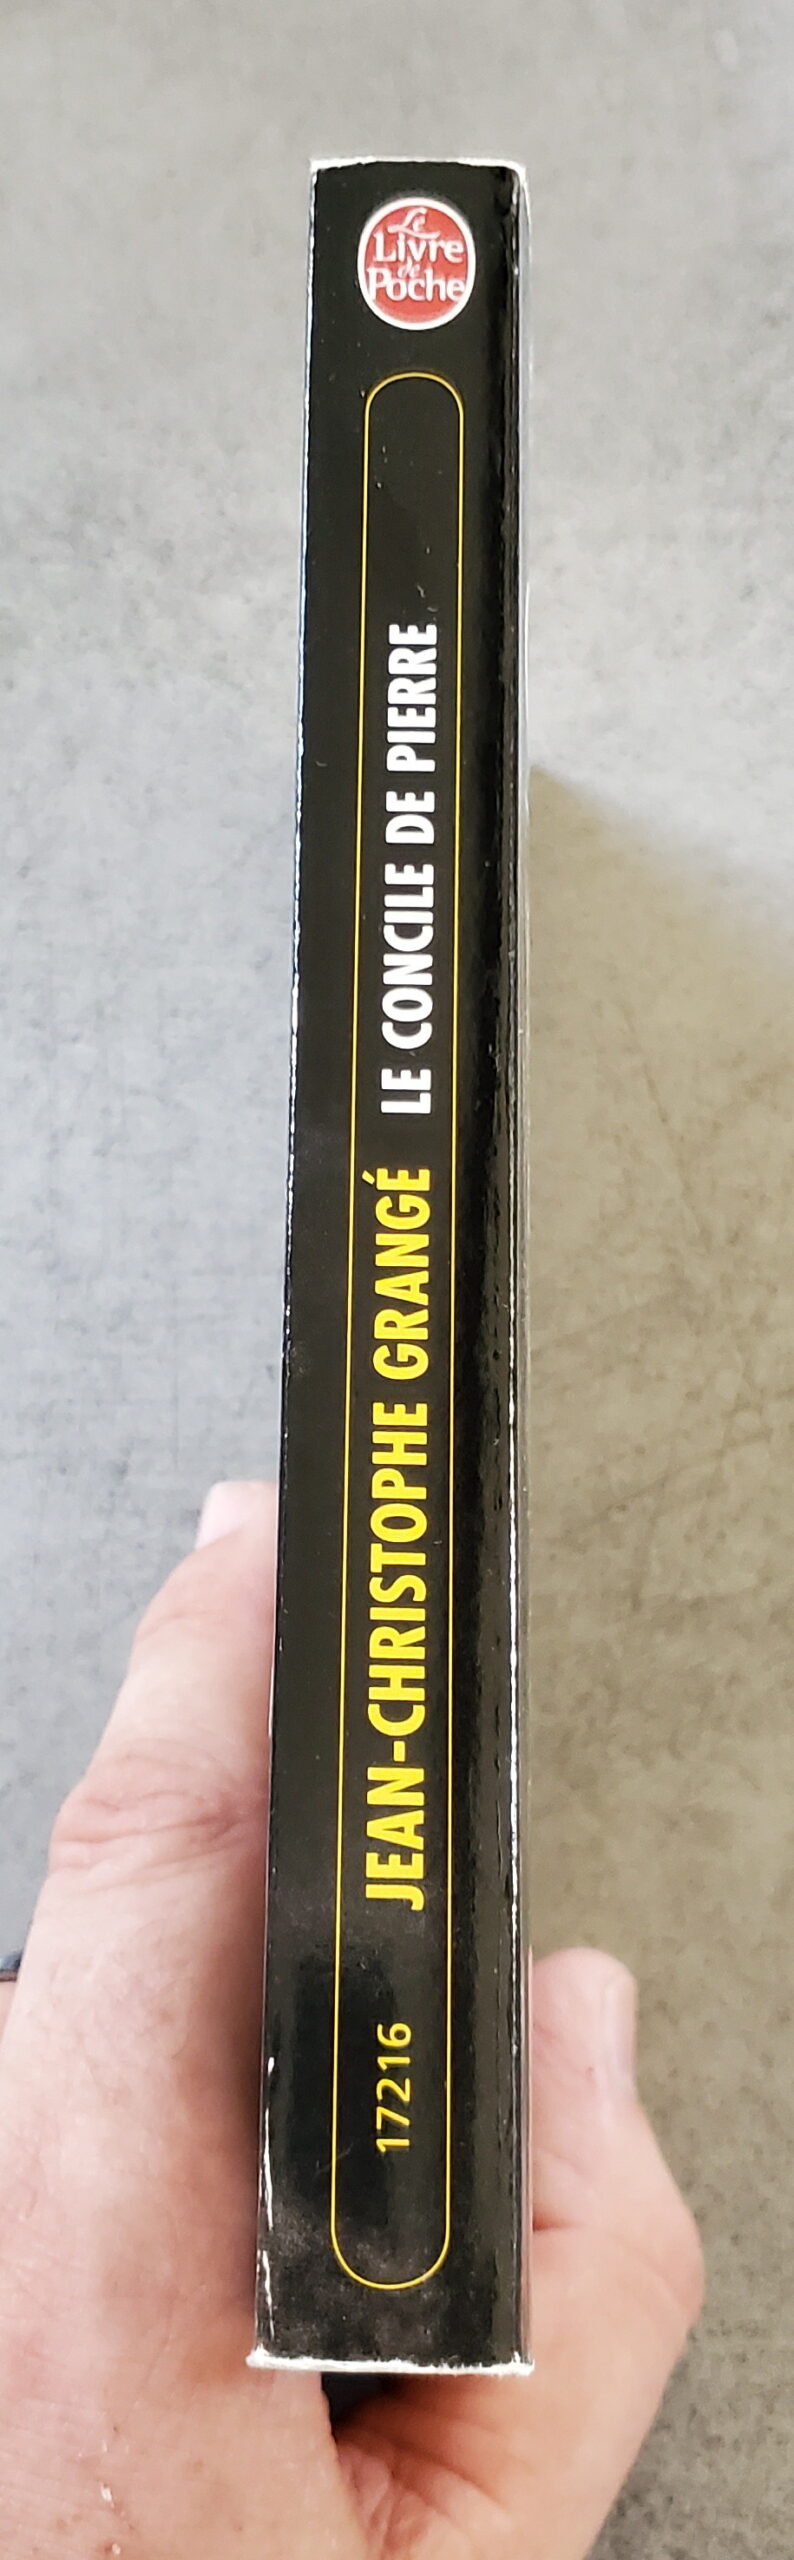 Le
Livre
de
Poche
17216 JEAN-CHRISTOPHE GRANGÉ LE CONCILE DE PIERRE